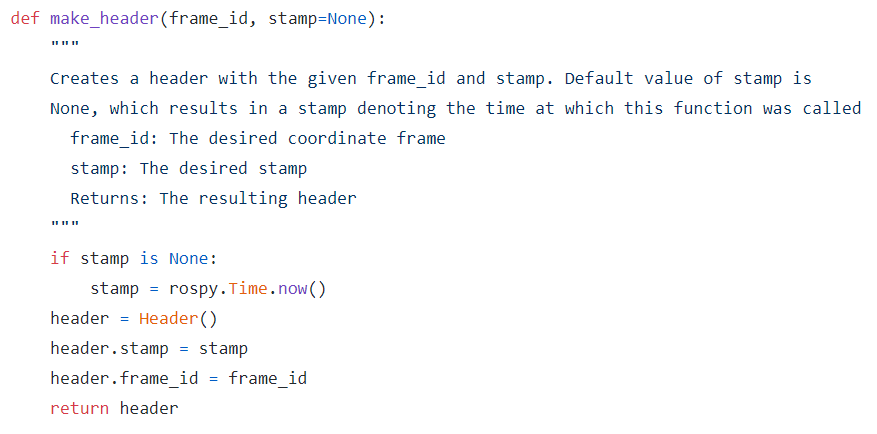 def make_header(frame_id, stamp=None):
    """
    Creates a header with the given frame_id and stamp. Default value of stamp is
    None, which results in a stamp denoting the time at which this function was called
      frame_id: The desired coordinate frame
      stamp: The desired stamp
      Returns: The resulting header
    """
    if stamp is None:
        stamp = rospy.Time.now()
    header = Header()
    header.stamp = stamp
    header.frame_id = frame_id
    return header